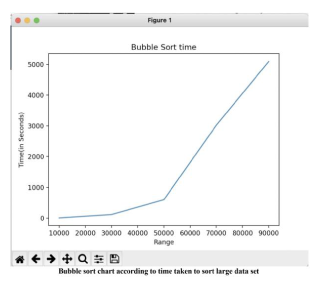 Figure 1
Bubble Sort time
5000
4000
3000
2000
1000
0
Time(in Seconds)
10000 20000 30000 40000 50000 60000 70000 80000 90000
Range
Bubble sort chart according to time taken to sort large data set